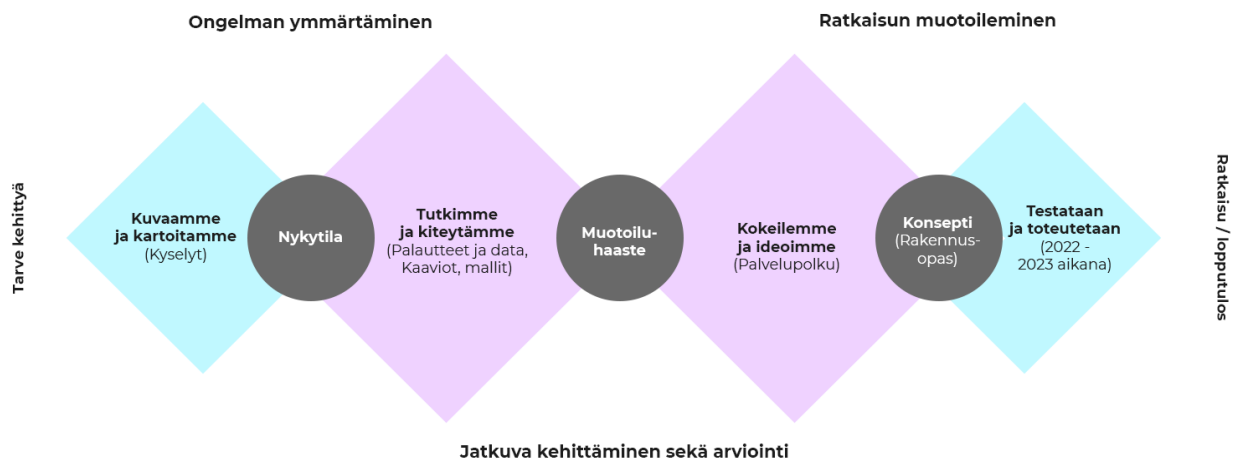 Ongelman ymmärtäminen
Ratkaisun muotoileminen
Tarve kehittyä
Kuvaamme
ja kartoitamme
(Kyselyt)
Nykytila
Tutkimme
ja kiteytämme
(Palautteet ja data,
Kaaviot, mallit)
Muotoilu-
haaste
Kokeilemme
ja ideoimme
(Palvelupolku)
Konsepti
(Rakennus-
opas)
Testataan
ja toteutetaan
(2022 -
2023 aikana)
Ratkaisu / lopputulos
Jatkuva kehittäminen sekä arviointi